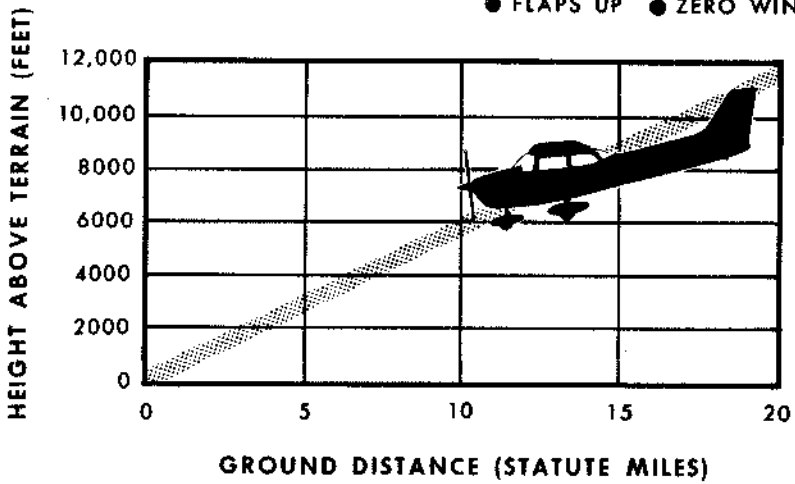 ● FLAPS UP ● ZERO WIN
HEIGHT ABOVE TERRAIN (FEET)
12,000
10,000
8000
6000
4000
2000
0
0 5 10 15 20
GROUND DISTANCE (STATUTE MILES)